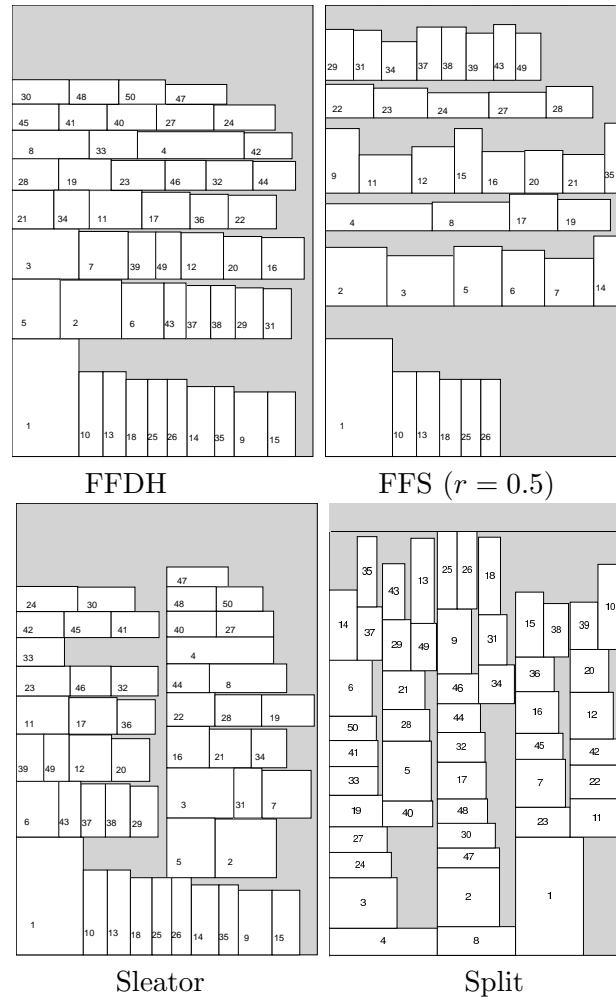 30 48 50 47
45 41 40 27 24
8 33 4 42
28 19 23 46 32 44
21 34 11 17 36 22
3 7 39 49 12 20 16
5 2 6 43 37 38 29 31
1 10 13 18 25 26 14 35 9 15
FFDH
29 31 34 37 38 39 43 49
22 23 24 27 28
9 11 12 15 16 20 21 35
4 8 17 19
2 3 5 6 7 14
1 10 13 18 25 26
FFS (r = 0.5)
47
24 30 48 50
42 45 41 40 27
33 4
23 46 32 44 8
11 17 36 22 28 19
39 49 12 20 16 21 34
6 43 37 38 29 3 31 7
5 2
1 10 13 18 25 26 14 35 9 15
Sleator
35 43 13 25 26 18 10
14 37 29 49 9 31 15 38 39
6 21 46 34 36 20
50 28 44 16 12
41 5 32 45 42
33 17 7 22
19 40 48 23 11
27 30
24 47
3 2 1
4 8
Split